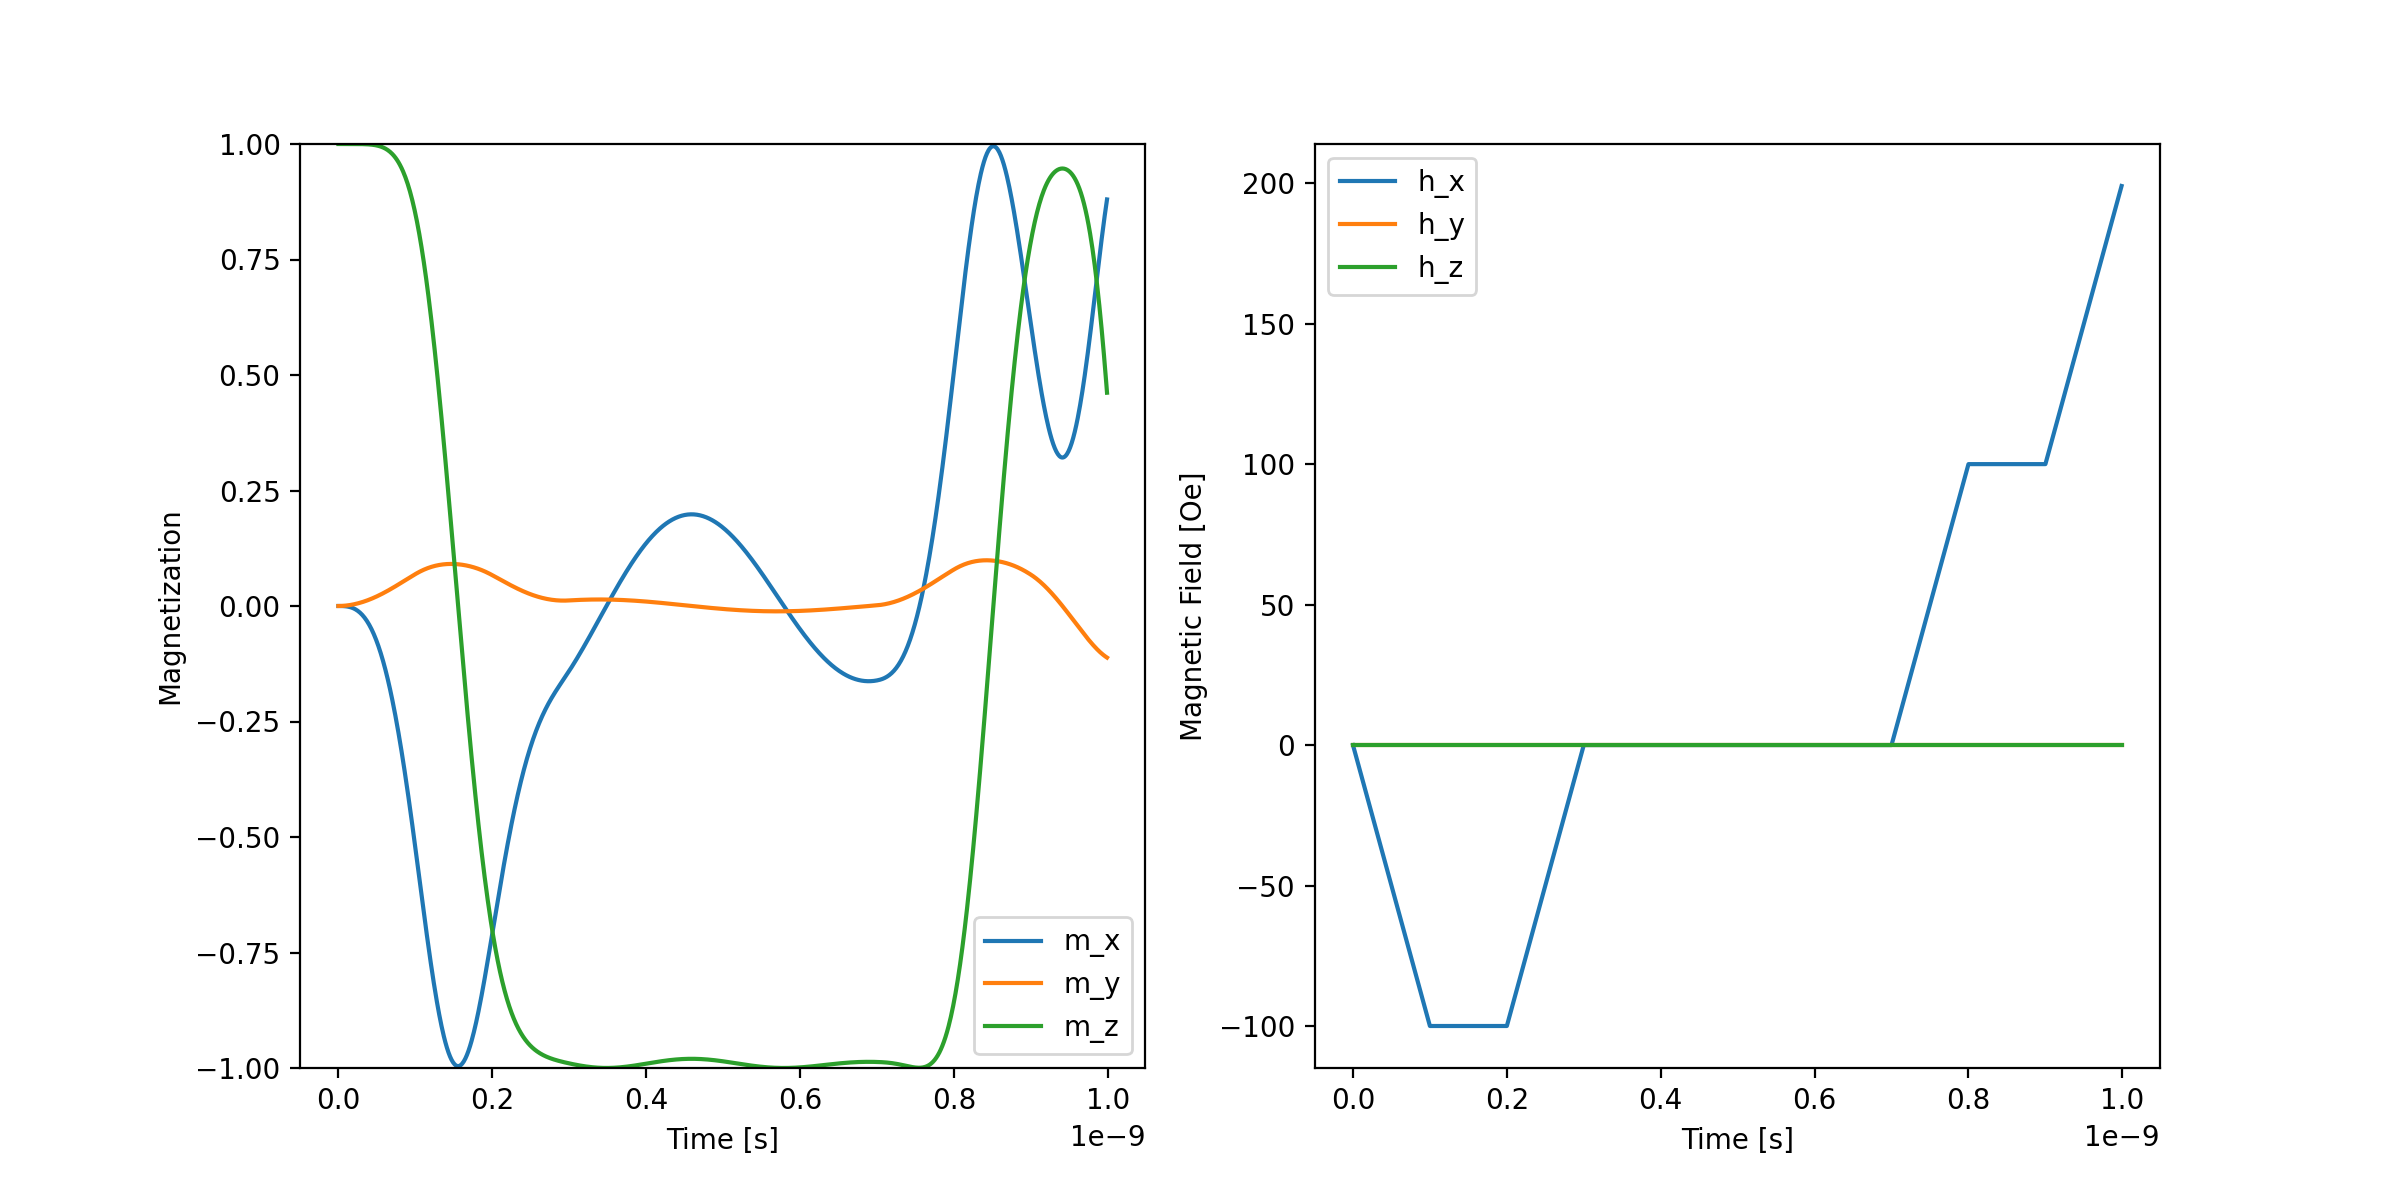 1.00
0.75
0.50
0.25
0.00
−0.25
−0.50
−0.75
−1.00
Magnetization
0.0 0.2 0.4 0.6 0.8 1.0
Time [s]
1e−9
m_x
m_y
m_z
200
150
100
50
0
−50
−100
Magnetic Field [Oe]
0.0 0.2 0.4 0.6 0.8 1.0
Time [s]
1e−9
h_x
h_y
h_z